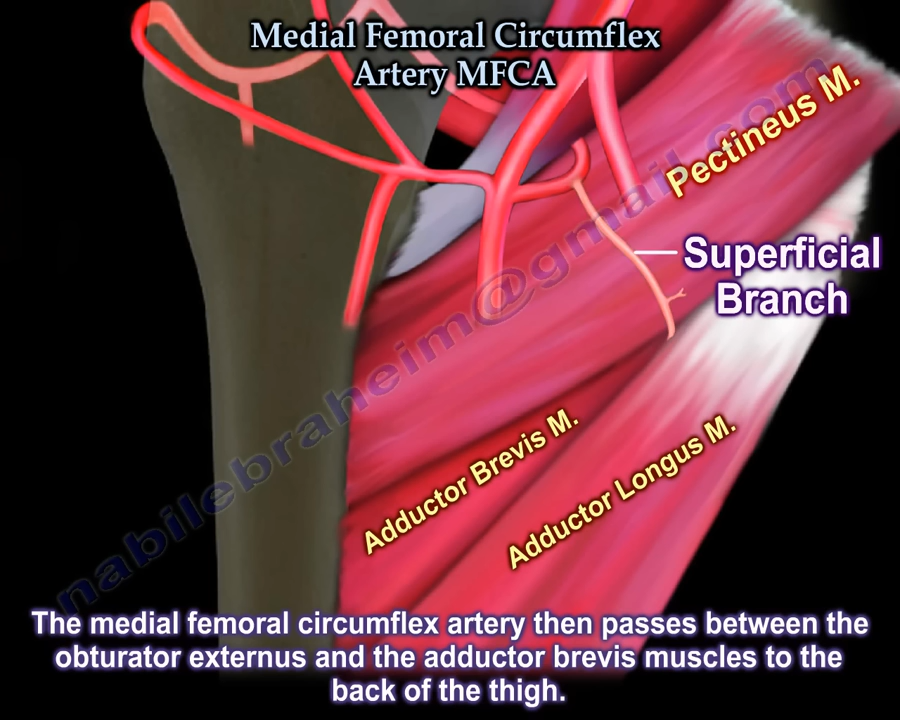 Medial Femoral Circumflex
Artery MFCA
Pectineus M.
Superficial
Branch
nabilebraheim@gmail.com
Adductor Brevis M.
Adductor Longus M.
The medial femoral circumflex artery then passes between the
obturator externus and the adductor brevis muscles to the
back of the thigh.